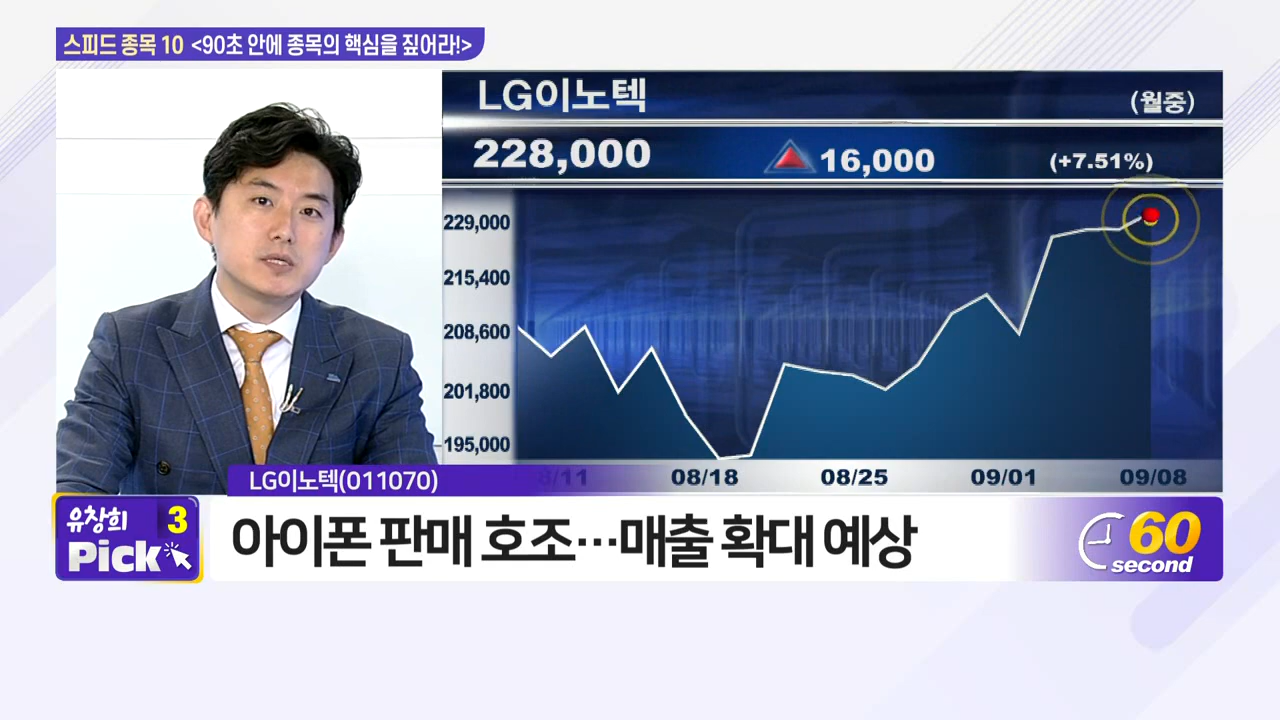 스피드 종목 10 <90초 안에 종목의 핵심을 짚어라!>
LG이노텍 (월중)
228,000 ▲ 16,000 (+7.51%)
229,000
215,400
208,600
201,800
195,000
8/11 08/18 08/25 09/01 09/08
LG이노텍(011070)
유창희 3
Pick
아이폰 판매 호조…매출 확대 예상
60
second